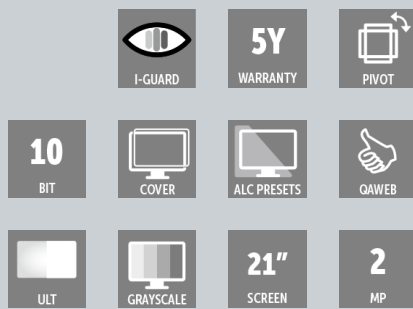 I-GUARD
5Y
WARRANTY
PIVOT
10
BIT
COVER
ALC PRESETS
QAWEB
ULT
GRAYSCALE
21”
SCREEN
2
MP